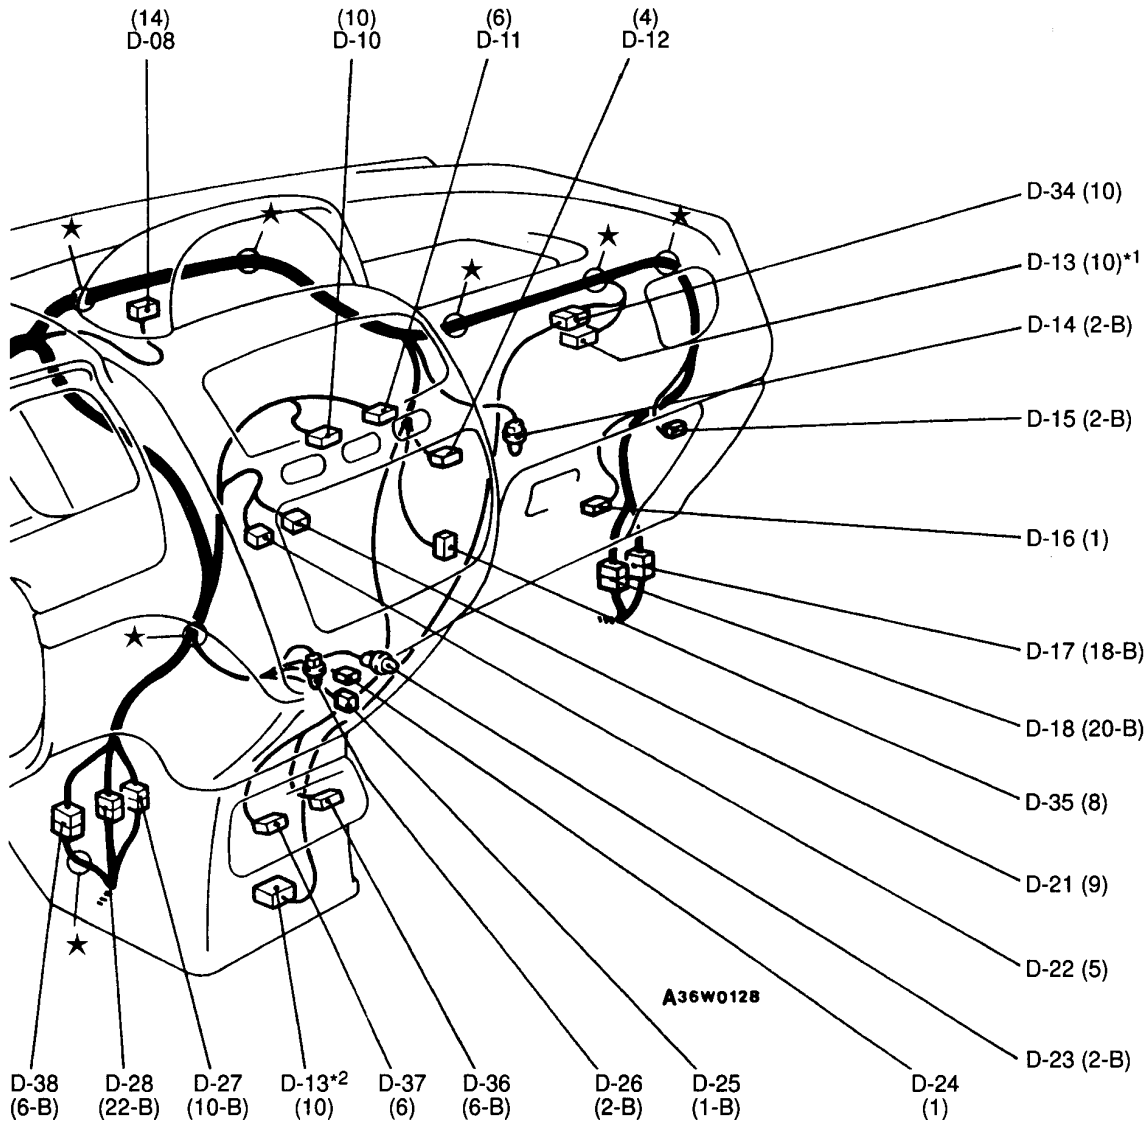 (14)
D-08
(10)
D-10
(6)
D-11
(4)
D-12
D-34 (10)
D-13 (10)*1
D-14 (2-B)
D-15 (2-B)
D-16 (1)
D-17 (18-B)
D-18 (20-B)
D-35 (8)
D-21 (9)
D-22 (5)
A36W0128
D-23 (2-B)
D-38
(6-B)
D-28
(22-B)
D-27
(10-B)
D-13*2
(10)
D-37
(6)
D-36
(6-B)
D-26
(2-B)
D-25
(1-B)
D-24
(1)